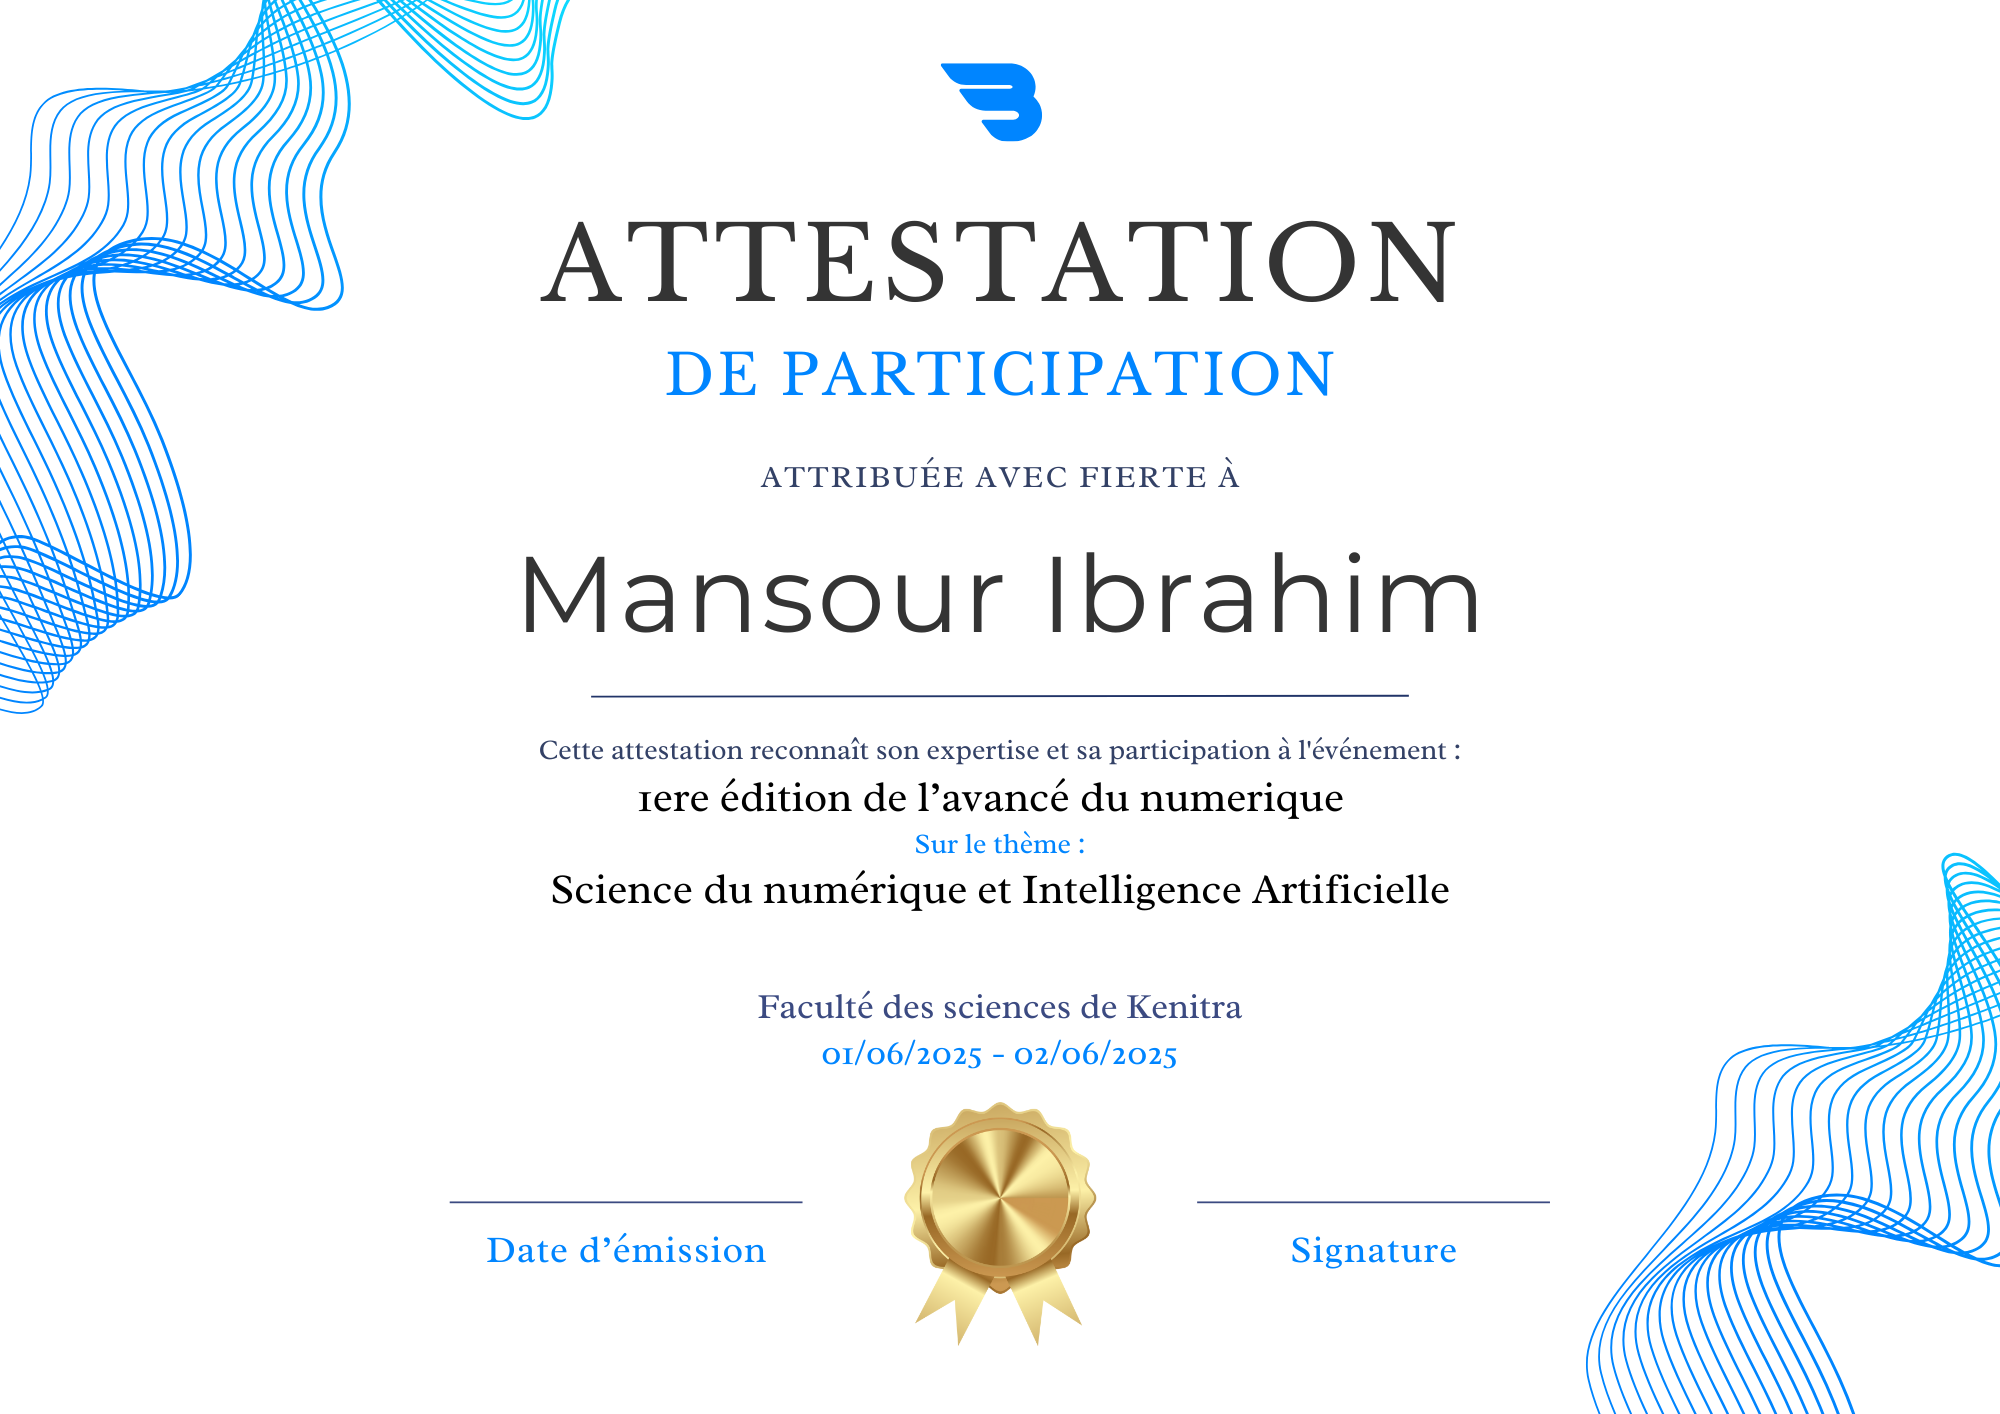 ATTESTATION
DE PARTICIPATION
ATTRIBUÉE AVEC FIERTE À
Mansour Ibrahim
Cette attestation reconnaît son expertise et sa participation à l'événement :
1ere édition de l’avancé du numerique
Sur le thème :
Science du numérique et Intelligence Artificielle
Faculté des sciences de Kenitra
01/06/2025 - 02/06/2025
Date d’émission
Signature